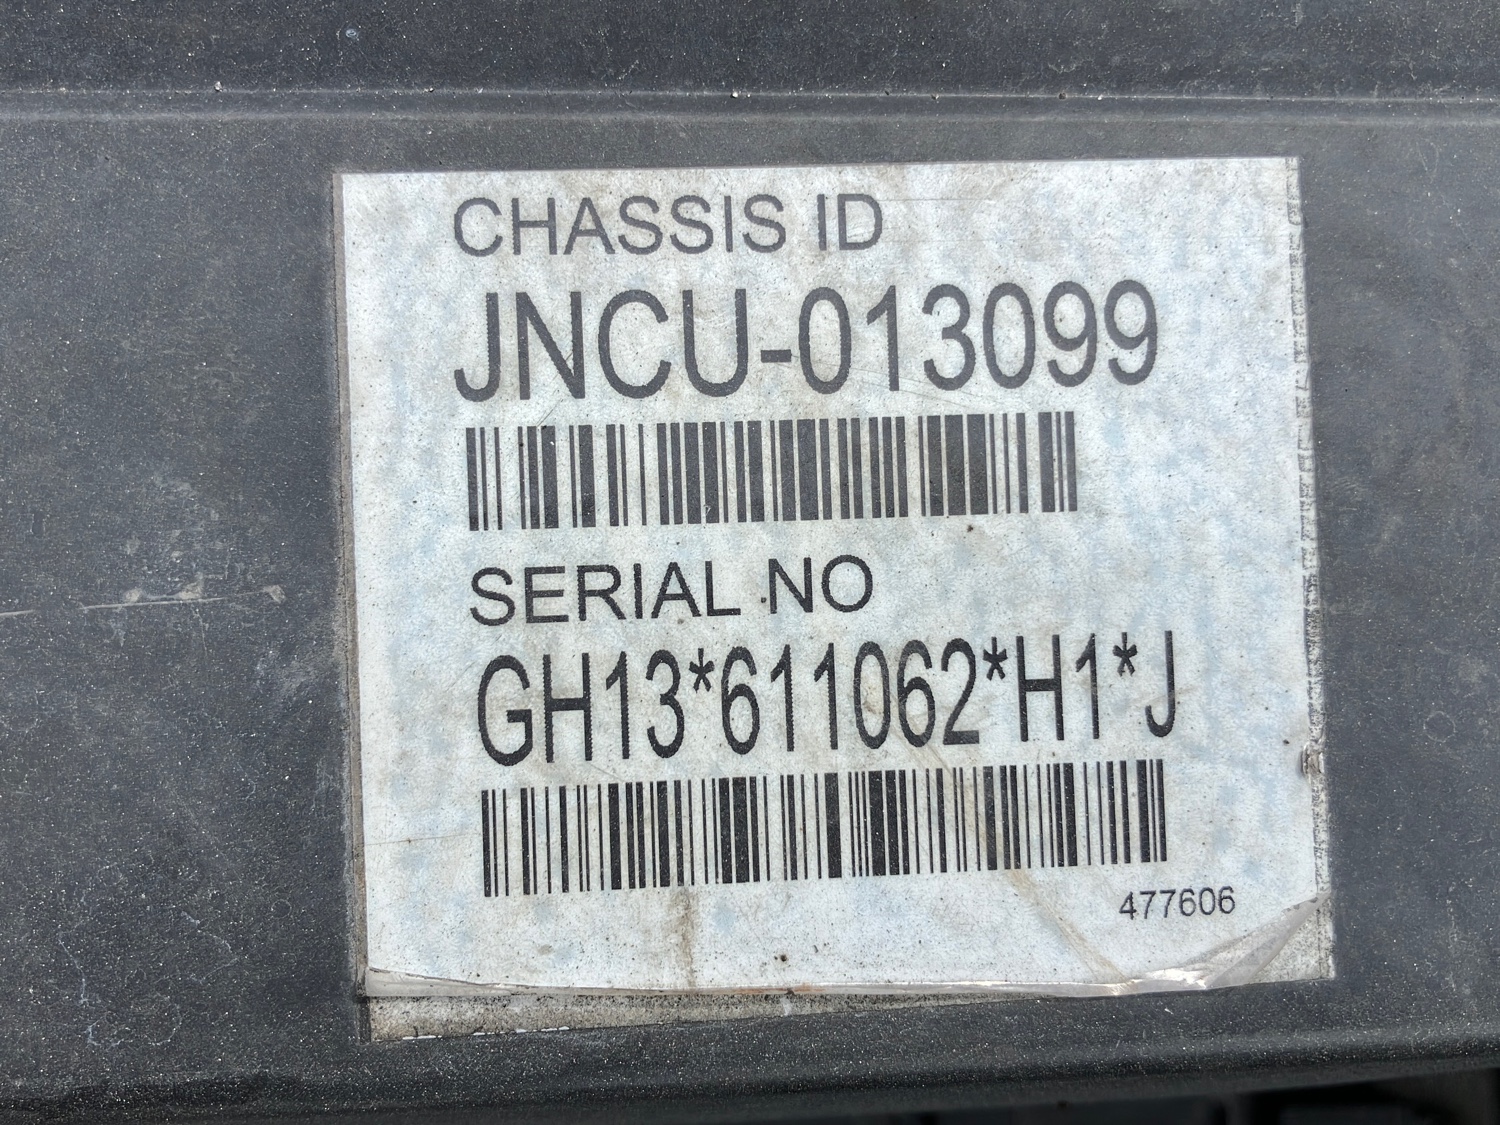 CHASSIS ID
JNCU-013099
SERIAL NO
GH13*611062*H1*J
477606